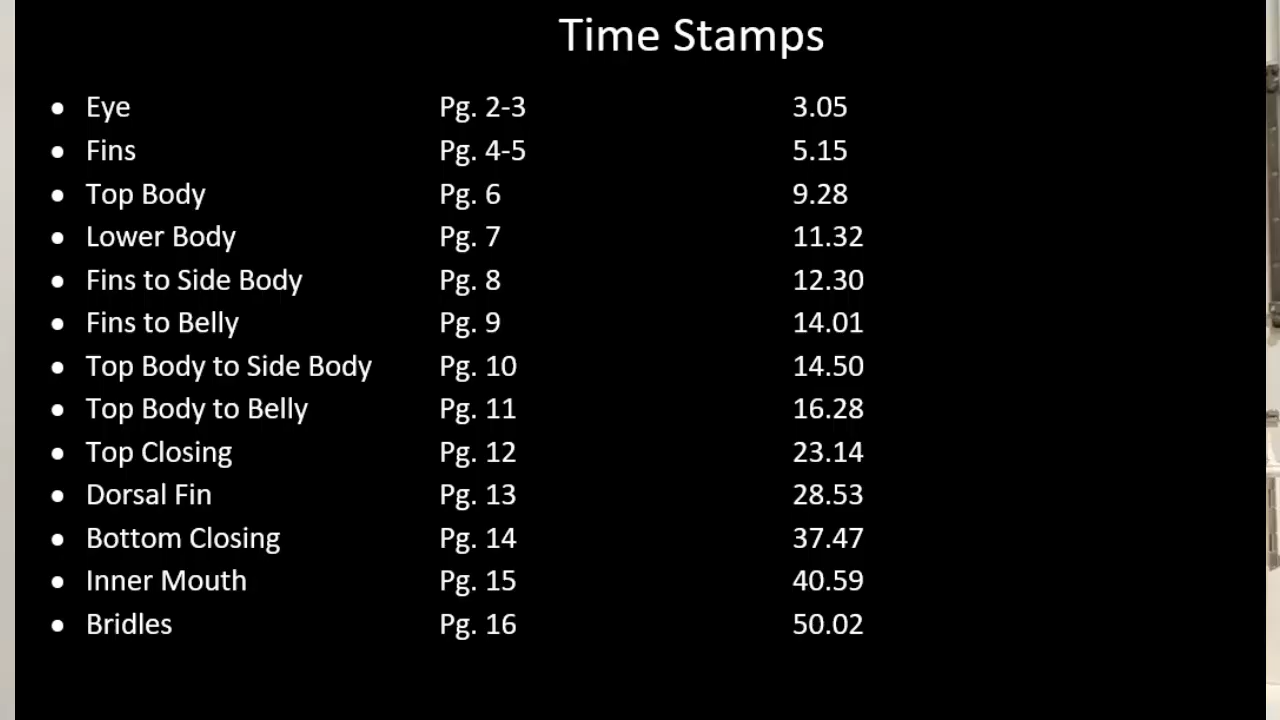 Time Stamps
• Eye Pg. 2-3 3.05
• Fins Pg. 4-5 5.15
• Top Body Pg. 6 9.28
• Lower Body Pg. 7 11.32
• Fins to Side Body Pg. 8 12.30
• Fins to Belly Pg. 9 14.01
• Top Body to Side Body Pg. 10 14.50
• Top Body to Belly Pg. 11 16.28
• Top Closing Pg. 12 23.14
• Dorsal Fin Pg. 13 28.53
• Bottom Closing Pg. 14 37.47
• Inner Mouth Pg. 15 40.59
• Bridles Pg. 16 50.02